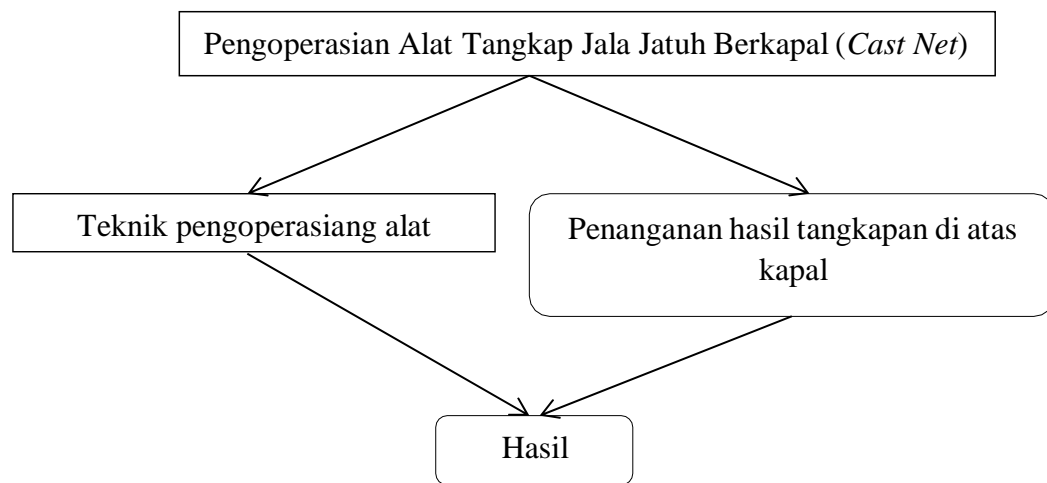 Pengoperasian Alat Tangkap Jala Jatuh Berkapal (Cast Net)
Teknik pengoperasiang alat
Penanganan hasil tangkapan di atas
kapal
Hasil